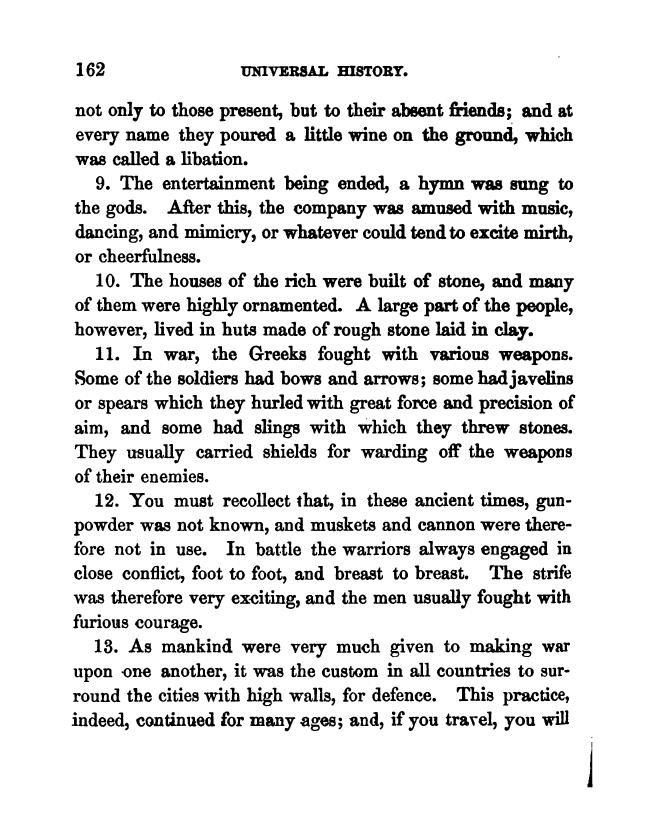 162 UNIVERSAL HISTORY.
not only to those present, but to their absent friends; and at
every name they poured a little wine on the ground, which
was called a libation.
9. The entertainment being ended, a hymn was sung to
the gods. After this, the company was amused with music,
dancing, and mimicry, or whatever could tend to excite mirth,
or cheerfulness.
10. The houses of the rich were built of stone, and many
of them were highly ornamented. A large part of the people,
however, lived in huts made of rough stone laid in clay.
11. In war, the Greeks fought with various weapons.
Some of the soldiers had bows and arrows; some had javelins
or spears which they hurled with great force and precision of
aim, and some had slings with which they threw stones.
They usually carried shields for warding off the weapons
of their enemies.
12. You must recollect that, in these ancient times, gun-
powder was not known, and muskets and cannon were there-
fore not in use. In battle the warriors always engaged in
close conflict, foot to foot, and breast to breast. The strife
was therefore very exciting, and the men usually fought with
furious courage.
13. As mankind were very much given to making war
upon one another, it was the custom in all countries to sur-
round the cities with high walls, for defence. This practice,
indeed, continued for many ages; and, if you travel, you will